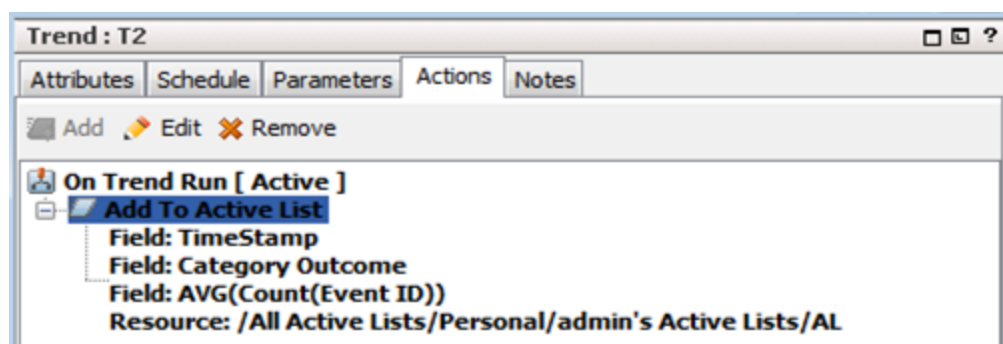 Trend : T2 ?
Attributes Schedule Parameters Actions Notes
Add Edit Remove
On Trend Run [ Active ]
Add To Active List
Field: TimeStamp
Field: Category Outcome
Field: AVG(Count(Event ID))
Resource: /All Active Lists/Personal/admin's Active Lists/AL